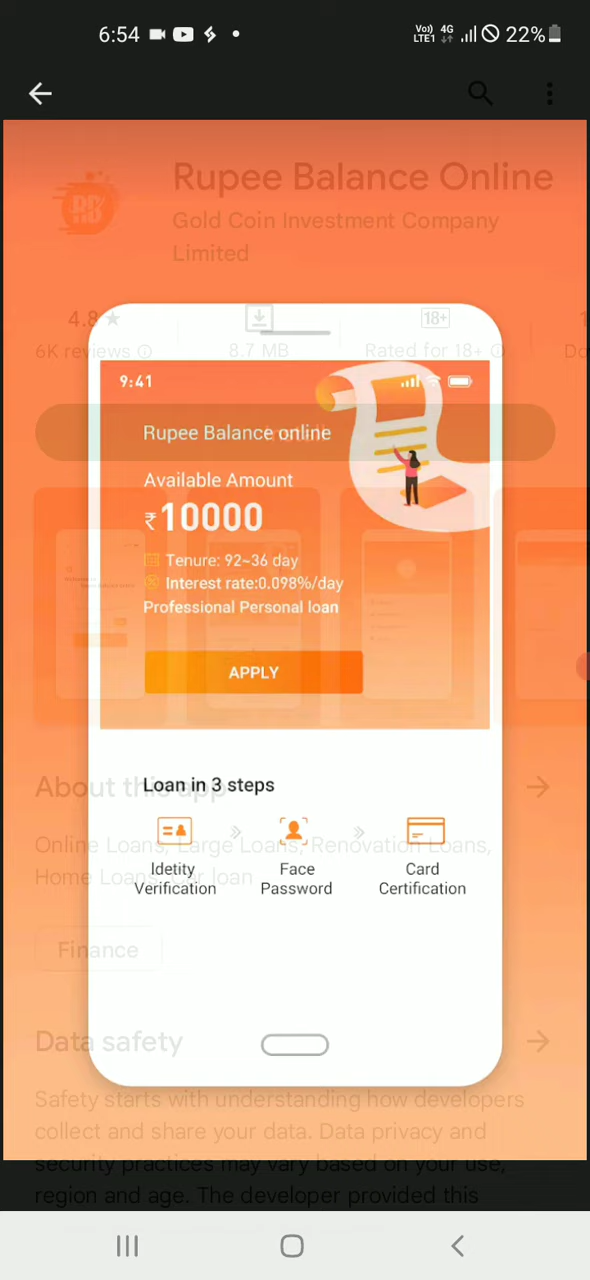 6:54
Vo)) 4G
LTE1
22%
Rupee Balance Online
Gold Coin Investment Company
Limited
RB
4.8★
18+
6K reviews
8.7 MB
Rated for 18+
Do
9:41
Rupee Balance online
Available Amount
₹10000
Tenure: 92~36 day
Interest rate:0.098%/day
Professional Personal loan
APPLY
About this app
Loan in 3 steps
Online Loans, Large Loans, Renovation Loans,
Home Loans, Car loan
Idetity Verification
Face Password
Card Certification
Finance
Data safety
Safety starts with understanding how developers
collect and share your data. Data privacy and
security practices may vary based on your use,
region and age. The developer provided this